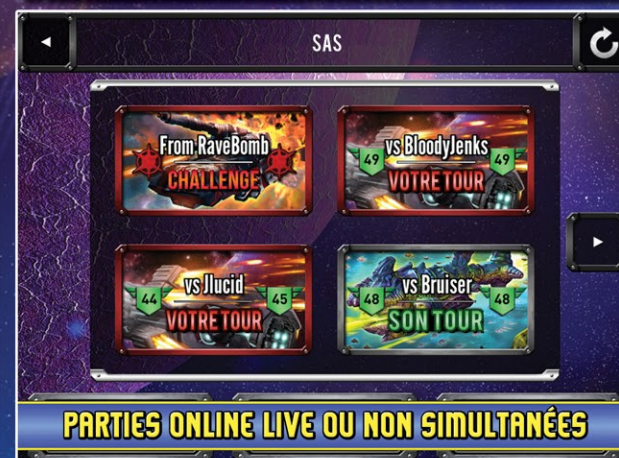 SAS
From RaveBomb
CHALLENGE
vs BloodyJenks
49 49
VOTRE TOUR
vs Jlucid
44 45
VOTRE TOUR
vs Bruiser
48 48
SON TOUR
PARTIES ONLINE LIVE OU NON SIMULTANÉES